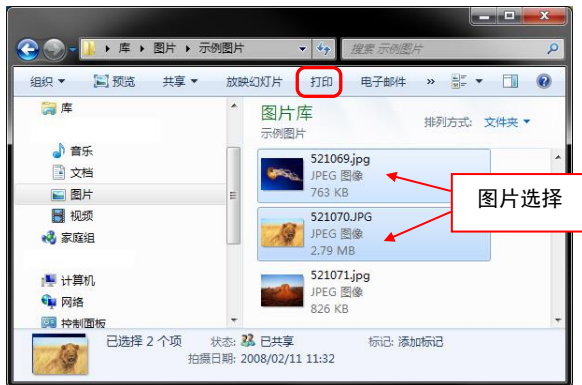 库 图片 示例图片
搜索 示例图片
组织 预览 共享 放映幻灯片 打印 电子邮件 »
库
音乐
文档
图片
视频
家庭组
计算机
网络
控制面板
图片库
示例图片
排列方式: 文件夹
521069.jpg
JPEG 图像
763 KB
521070.JPG
JPEG 图像
2.79 MB
521071.jpg
JPEG 图像
826 KB
图片选择
已选择 2 个项 状态: 已共享 标记: 添加标记
拍摄日期: 2008/02/11 11:32